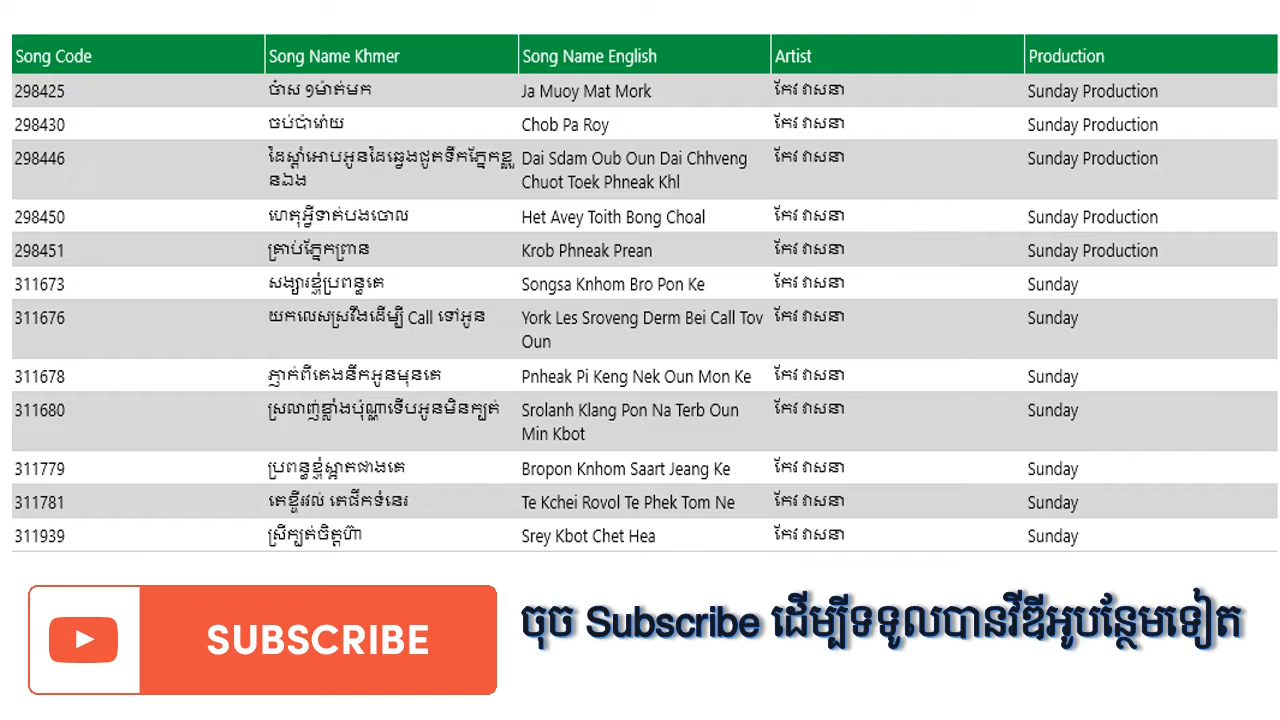 Song Code Song Name Khmer Song Name English Artist Production
298425 ប៉ាស ១ម៉ាត់មក Ja Muoy Mat Mork កែវ វាសនា Sunday Production
298430 ចប់ប៉ារ៉ោយ Chob Pa Roy កែវ វាសនា Sunday Production
298446 ដៃស្ដាំអោបអូនដៃឆ្វេងជូតទឹកភ្នែកខ្លួ Dai Sdam Oub Oun Dai Chhveng កែវ វាសនា Sunday Production
នឯង Chuot Toek Phneak Khl
298450 ហេតុអ្វីទាត់បងចោល Het Avey Toith Bong Choal កែវ វាសនា Sunday Production
298451 គ្រាប់ភ្នែកព្រាន Krob Phneak Prean កែវ វាសនា Sunday Production
311673 សង្សារខ្ញុំប្រពន្ធគេ Songsa Knhom Bro Pon Ke កែវ វាសនា Sunday
311676 យកលេសស្រវឹងដើម្បី Call ទៅអូន York Les Sroveng Derm Bei Call Tov កែវ វាសនា Sunday
Oun
311678 ភ្ញាក់ពីគេងនឹកអូនមុនគេ Pnheak Pi Keng Nek Oun Mon Ke កែវ វាសនា Sunday
311680 ស្រលាញ់ខ្លាំងប៉ុណ្ណាទើបអូនមិនក្បត់ Srolanh Klang Pon Na Terb Oun កែវ វាសនា Sunday
Min Kbot
311779 ប្រពន្ធខ្ញុំស្អាតជាងគេ Bropon Knhom Saart Jeang Ke កែវ វាសនា Sunday
311781 តេខ្ចីរវល់ តេផឹកទំនេរ Te Kchei Rovol Te Phek Tom Ne កែវ វាសនា Sunday
311939 ស្រីក្បត់ចិត្តហ៊ា Srey Kbot Chet Hea កែវ វាសនា Sunday
SUBSCRIBE
ចុច Subscribe ដើម្បីទទូលបានវីឌីអូបន្ថែមទៀត